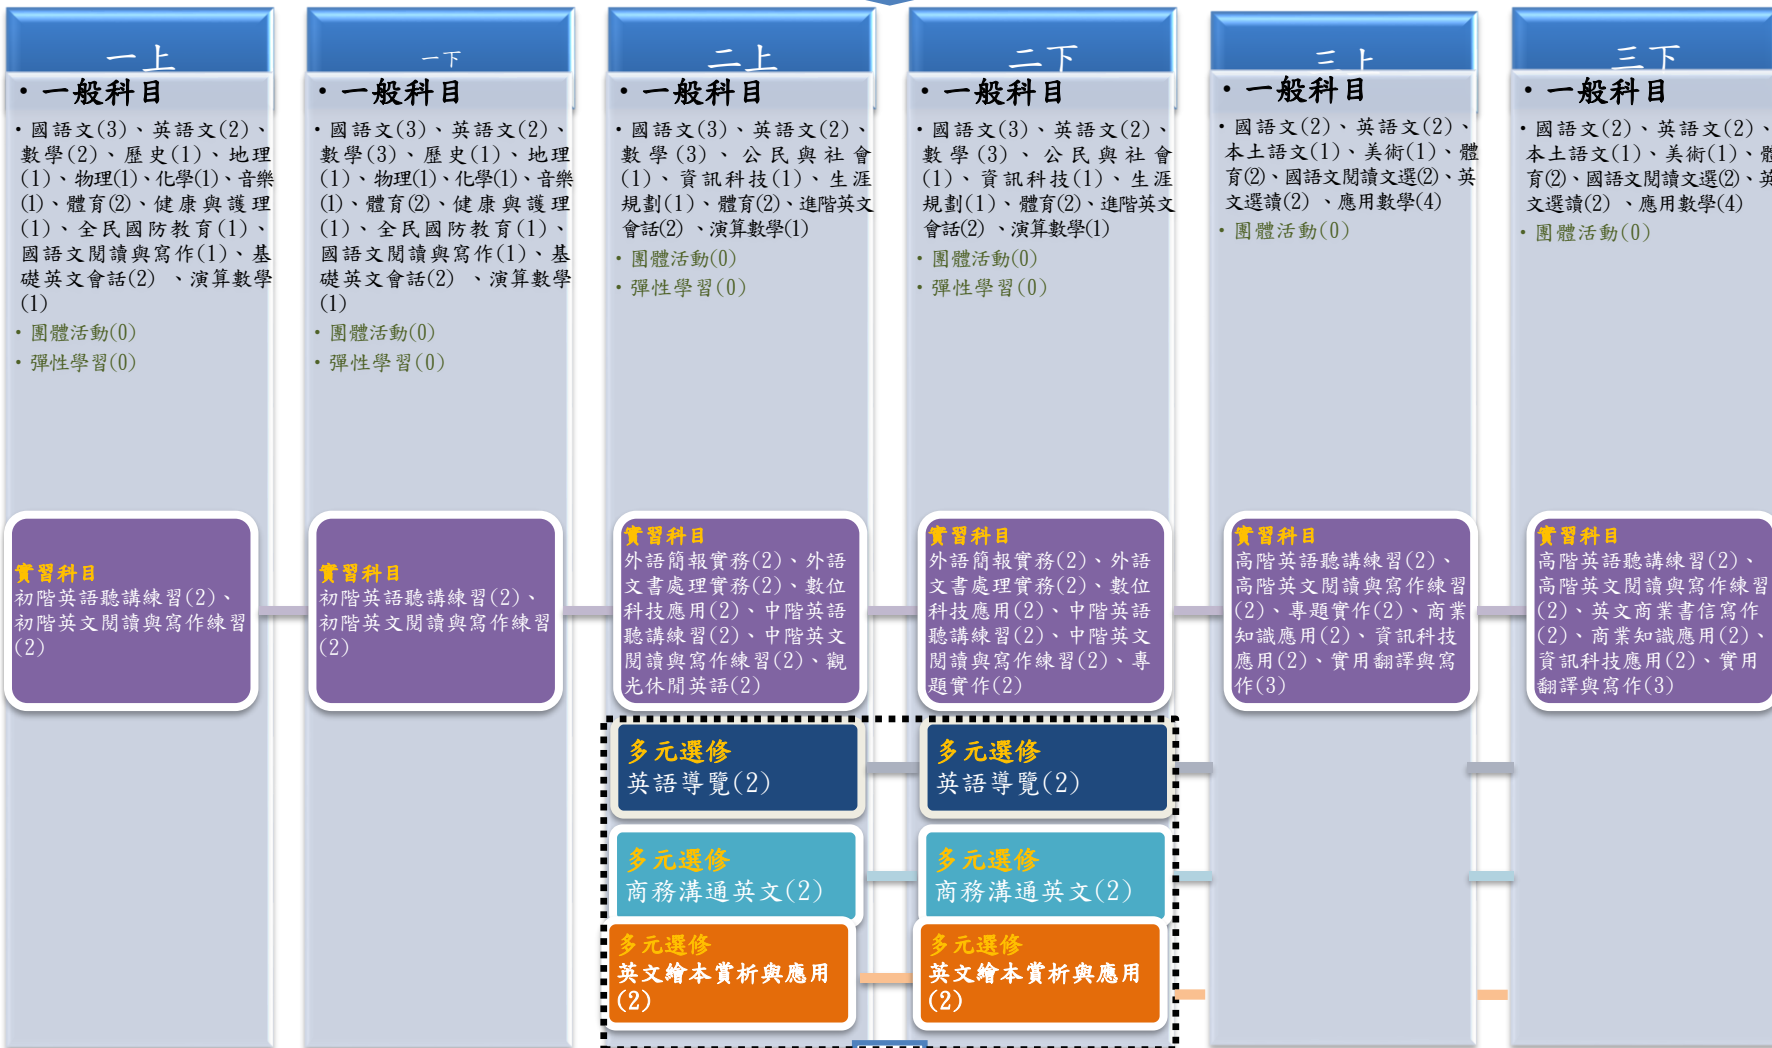 一上
・一般科目
・國語文(3)、英語文(2)、
數學(2)、歷史(1)、地理
(1)、物理(1)、化學(1)、音樂
(1)、體育(2)、健康與護理
(1)、全民國防教育(1)、
國語文閱讀與寫作(1)、基
礎英文會話(2) 、演算數學
(1)
・團體活動(0)
・彈性學習(0)
實習科目
初階英語聽講練習(2)、
初階英文閱讀與寫作練習
(2)
一下
・一般科目
・國語文(3)、英語文(2)、
數學(3)、歷史(1)、地理
(1)、物理(1)、化學(1)、音樂
(1)、體育(2)、健康與護理
(1)、全民國防教育(1)、
國語文閱讀與寫作(1)、基
礎英文會話(2) 、演算數學
(1)
・團體活動(0)
・彈性學習(0)
實習科目
初階英語聽講練習(2)、
初階英文閱讀與寫作練習
(2)
二上
・一般科目
・國語文(3)、英語文(2)、
數學(3)、公民與社會
(1)、資訊科技(1)、生涯
規劃(1)、體育(2)、進階英文
會話(2) 、演算數學(1)
・團體活動(0)
・彈性學習(0)
實習科目
外語簡報實務(2)、外語
文書處理實務(2)、數位
科技應用(2)、中階英語
聽講練習(2)、中階英文
閱讀與寫作練習(2)、觀
光休閒英語(2)
多元選修
英語導覽(2)
多元選修
商務溝通英文(2)
多元選修
英文繪本賞析與應用
(2)
二下
・一般科目
・國語文(3)、英語文(2)、
數學(3)、公民與社會
(1)、資訊科技(1)、生涯
規劃(1)、體育(2)、進階英文
會話(2) 、演算數學(1)
・團體活動(0)
・彈性學習(0)
實習科目
外語簡報實務(2)、外語
文書處理實務(2)、數位
科技應用(2)、中階英語
聽講練習(2)、中階英文
閱讀與寫作練習(2)、專
題實作(2)
多元選修
英語導覽(2)
多元選修
商務溝通英文(2)
多元選修
英文繪本賞析與應用
(2)
三上
・一般科目
・國語文(2)、英語文(2)、
本土語文(1)、美術(1)、體
育(2)、國語文閱讀文選(2)、英
文選讀(2) 、應用數學(4)
・團體活動(0)
實習科目
高階英語聽講練習(2)、
高階英文閱讀與寫作練習
(2)、專題實作(2)、商業
知識應用(2)、資訊科技
應用(2)、實用翻譯與寫
作(3)
三下
・一般科目
・國語文(2)、英語文(2)、
本土語文(1)、美術(1)、體
育(2)、國語文閱讀文選(2)、英
文選讀(2) 、應用數學(4)
・團體活動(0)
實習科目
高階英語聽講練習(2)、
高階英文閱讀與寫作練習
(2)、英文商業書信寫作
(2)、商業知識應用(2)、
資訊科技應用(2)、實用
翻譯與寫作(3)